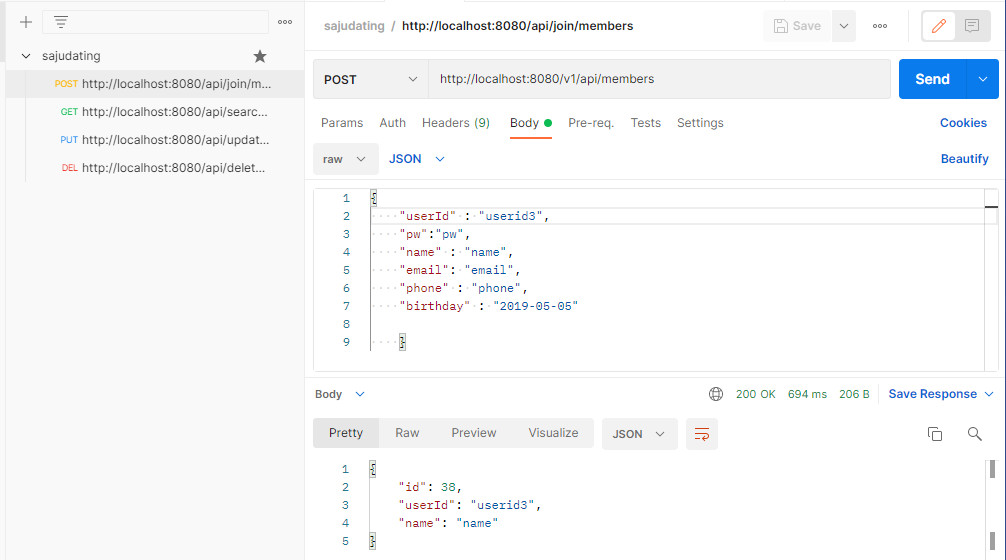 sajudating
POST http://localhost:8080/api/join/m...
GET http://localhost:8080/api/searc...
PUT http://localhost:8080/api/updat...
DEL http://localhost:8080/api/delet...
sajudating / http://localhost:8080/api/join/members
Save
POST http://localhost:8080/v1/api/members Send
Params Auth Headers (9) Body Pre-req. Tests Settings Cookies
raw JSON Beautify
1 {
2 "userId" : "userid3",
3 "pw":"pw",
4 "name" : "name",
5 "email": "email",
6 "phone" : "phone",
7 "birthday" : "2019-05-05"
8
9 }
Body 200 OK 694 ms 206 B Save Response
Pretty Raw Preview Visualize JSON
1 {
2 "id": 38,
3 "userId": "userid3",
4 "name": "name"
5 }